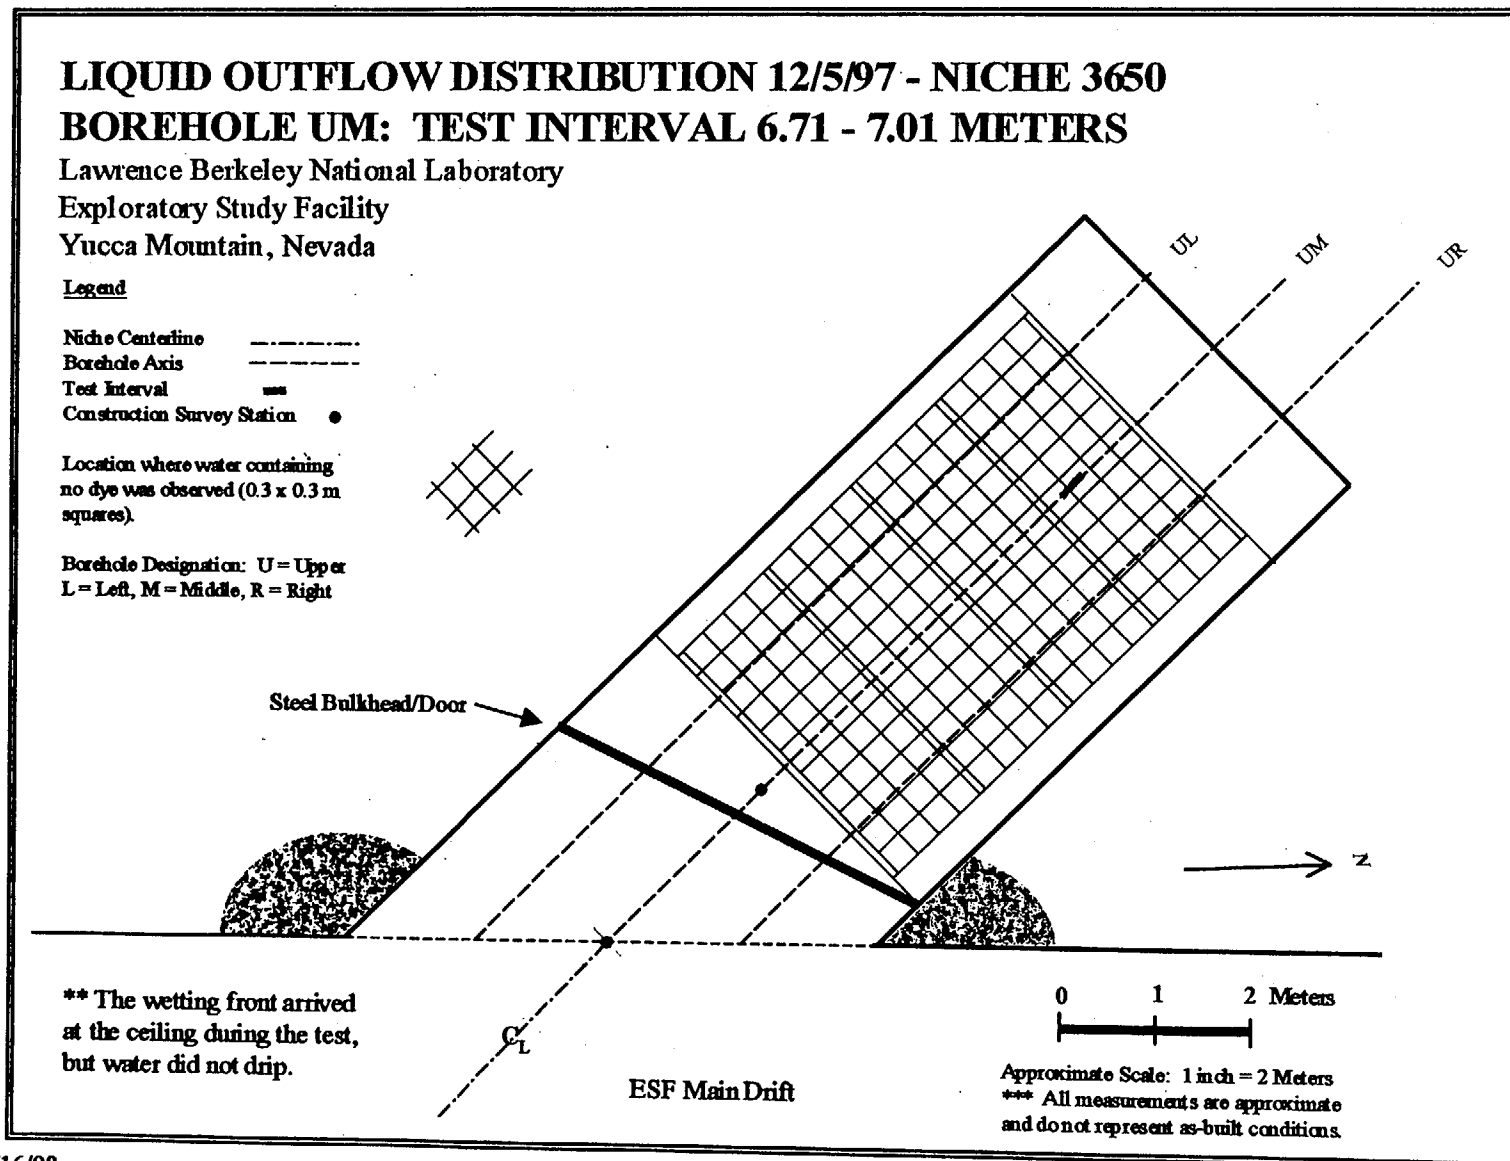 LIQUID OUTFLOW DISTRIBUTION 12/5/97 - NICHE 3650
BOREHOLE UM: TEST INTERVAL 6.71 - 7.01 METERS
Lawrence Berkeley National Laboratory
Exploratory Study Facility
Yucca Mountain, Nevada
Legend
Niche Centerline
Borehole Axis
Test Interval
Construction Survey Station
Location where water containing
no dye was observed (0.3 x 0.3 m
squares).
Borehole Designation: U = Upper
L = Left, M = Middle, R = Right
UL
UM
UR
Steel Bulkhead/Door
N
** The wetting front arrived
at the ceiling during the test,
but water did not drip.
CL
ESF Main Drift
0 1 2 Meters
Approximate Scale: 1 inch = 2 Meters
*** All measurements are approximate
and do not represent as-built conditions.